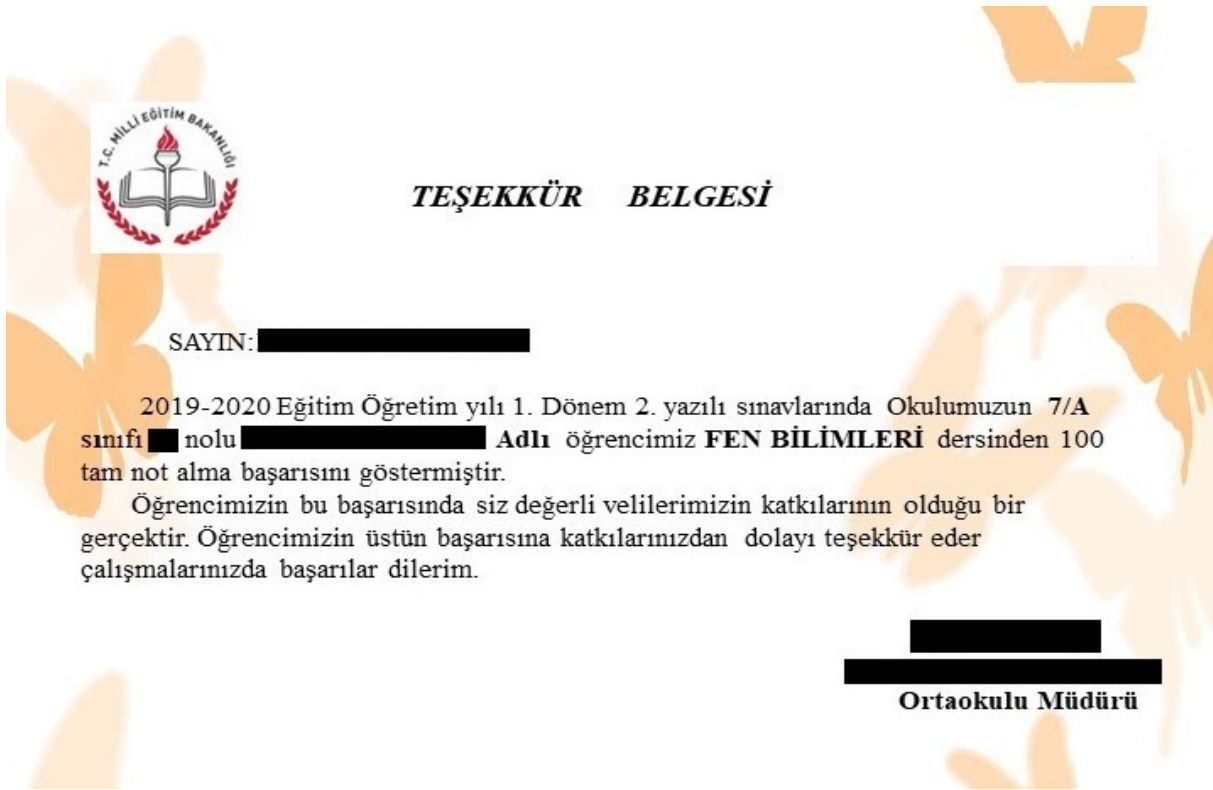 T.C. MİLLİ EĞİTİM BAKANLIĞI
TEŞEKKÜR BELGESİ
SAYIN:
2019-2020 Eğitim Öğretim yılı 1. Dönem 2. yazılı sınavlarında Okulumuzun 7/A
sınıfı nolu Adlı öğrencimiz FEN BİLİMLERİ dersinden 100
tam not alma başarısını göstermiştir.
Öğrencimizin bu başarısında siz değerli velilerimizin katkılarının olduğu bir
gerçektir. Öğrencimizin üstün başarısına katkılarınızdan dolayı teşekkür eder
çalışmalarınızda başarılar dilerim.
Ortaokulu Müdürü